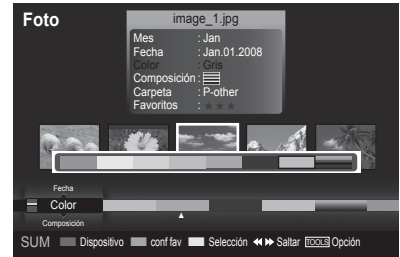 Foto
image_1.jpg
Mes : Jan
Fecha : Jan.01.2008
Color : Gris
Composición :
Carpeta : P-other
Favoritos : ★★★
Fecha
Color
Composición
SUM Dispositivo conf fav Selección Saltar TOOLS Opción